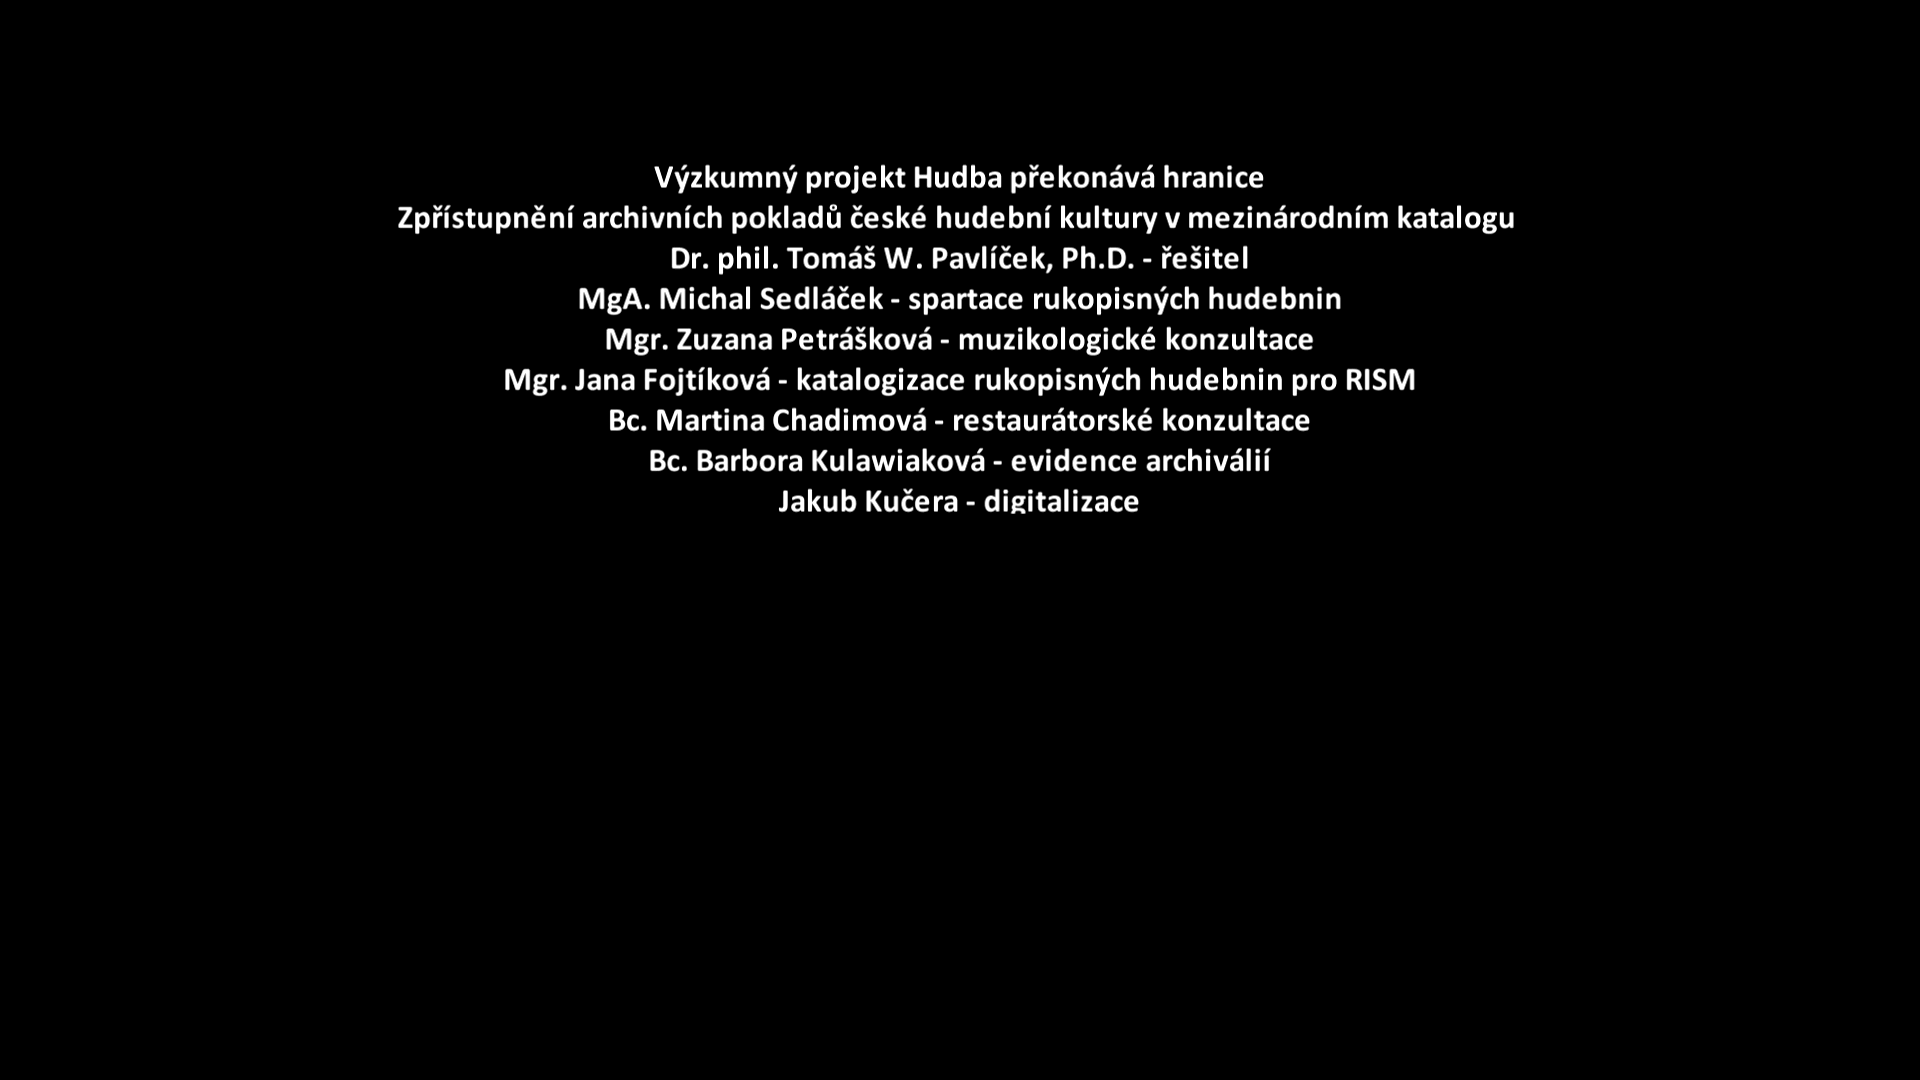 Výzkumný projekt Hudba překonává hranice
Zpřístupnění archivních pokladů české hudební kultury v mezinárodním katalogu
Dr. phil. Tomáš W. Pavlíček, Ph.D. - řešitel
MgA. Michal Sedláček - spartace rukopisných hudebnin
Mgr. Zuzana Petrášková - muzikologické konzultace
Mgr. Jana Fojtíková - katalogizace rukopisných hudebnin pro RISM
Bc. Martina Chadimová - restaurátorské konzultace
Bc. Barbora Kulawiaková - evidence archiválií
Jakub Kučera - digitalizace